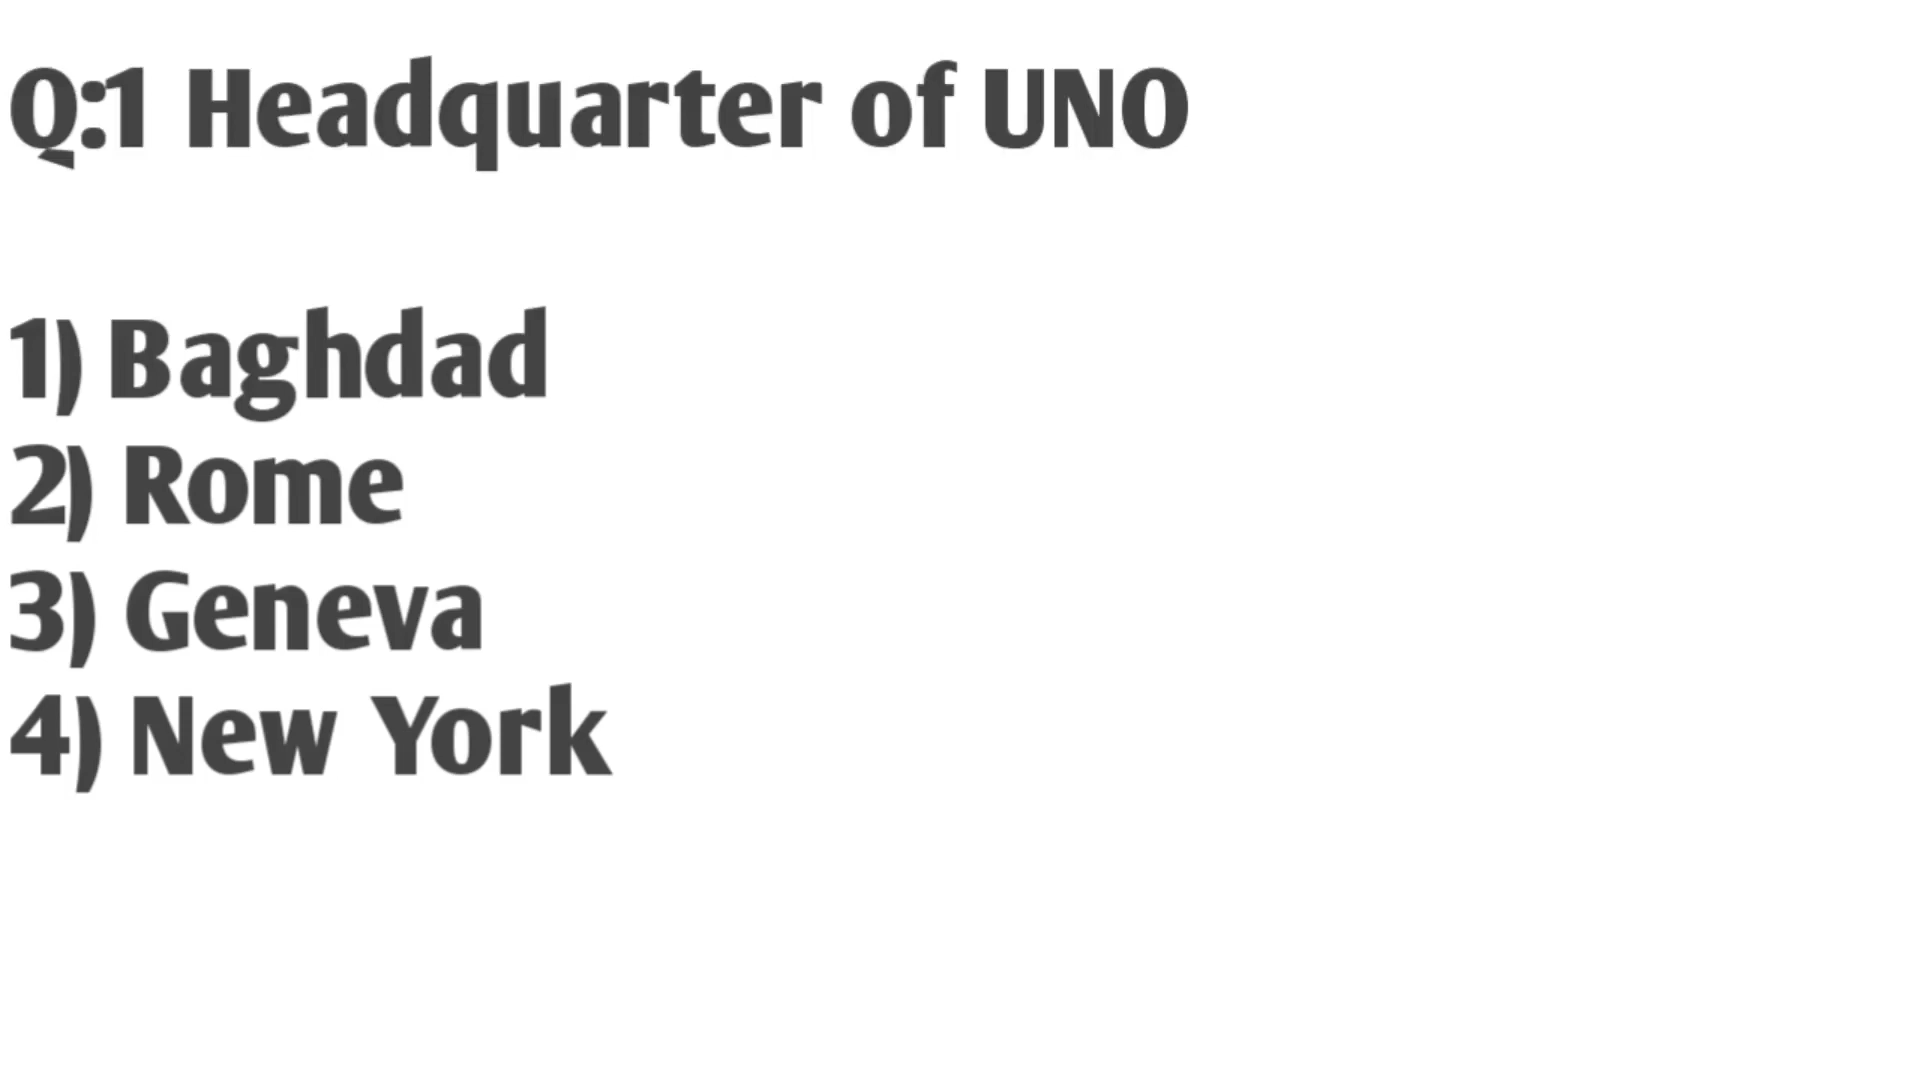 Q:1 Headquarter of UNO
1) Baghdad
2) Rome
3) Geneva
4) New York